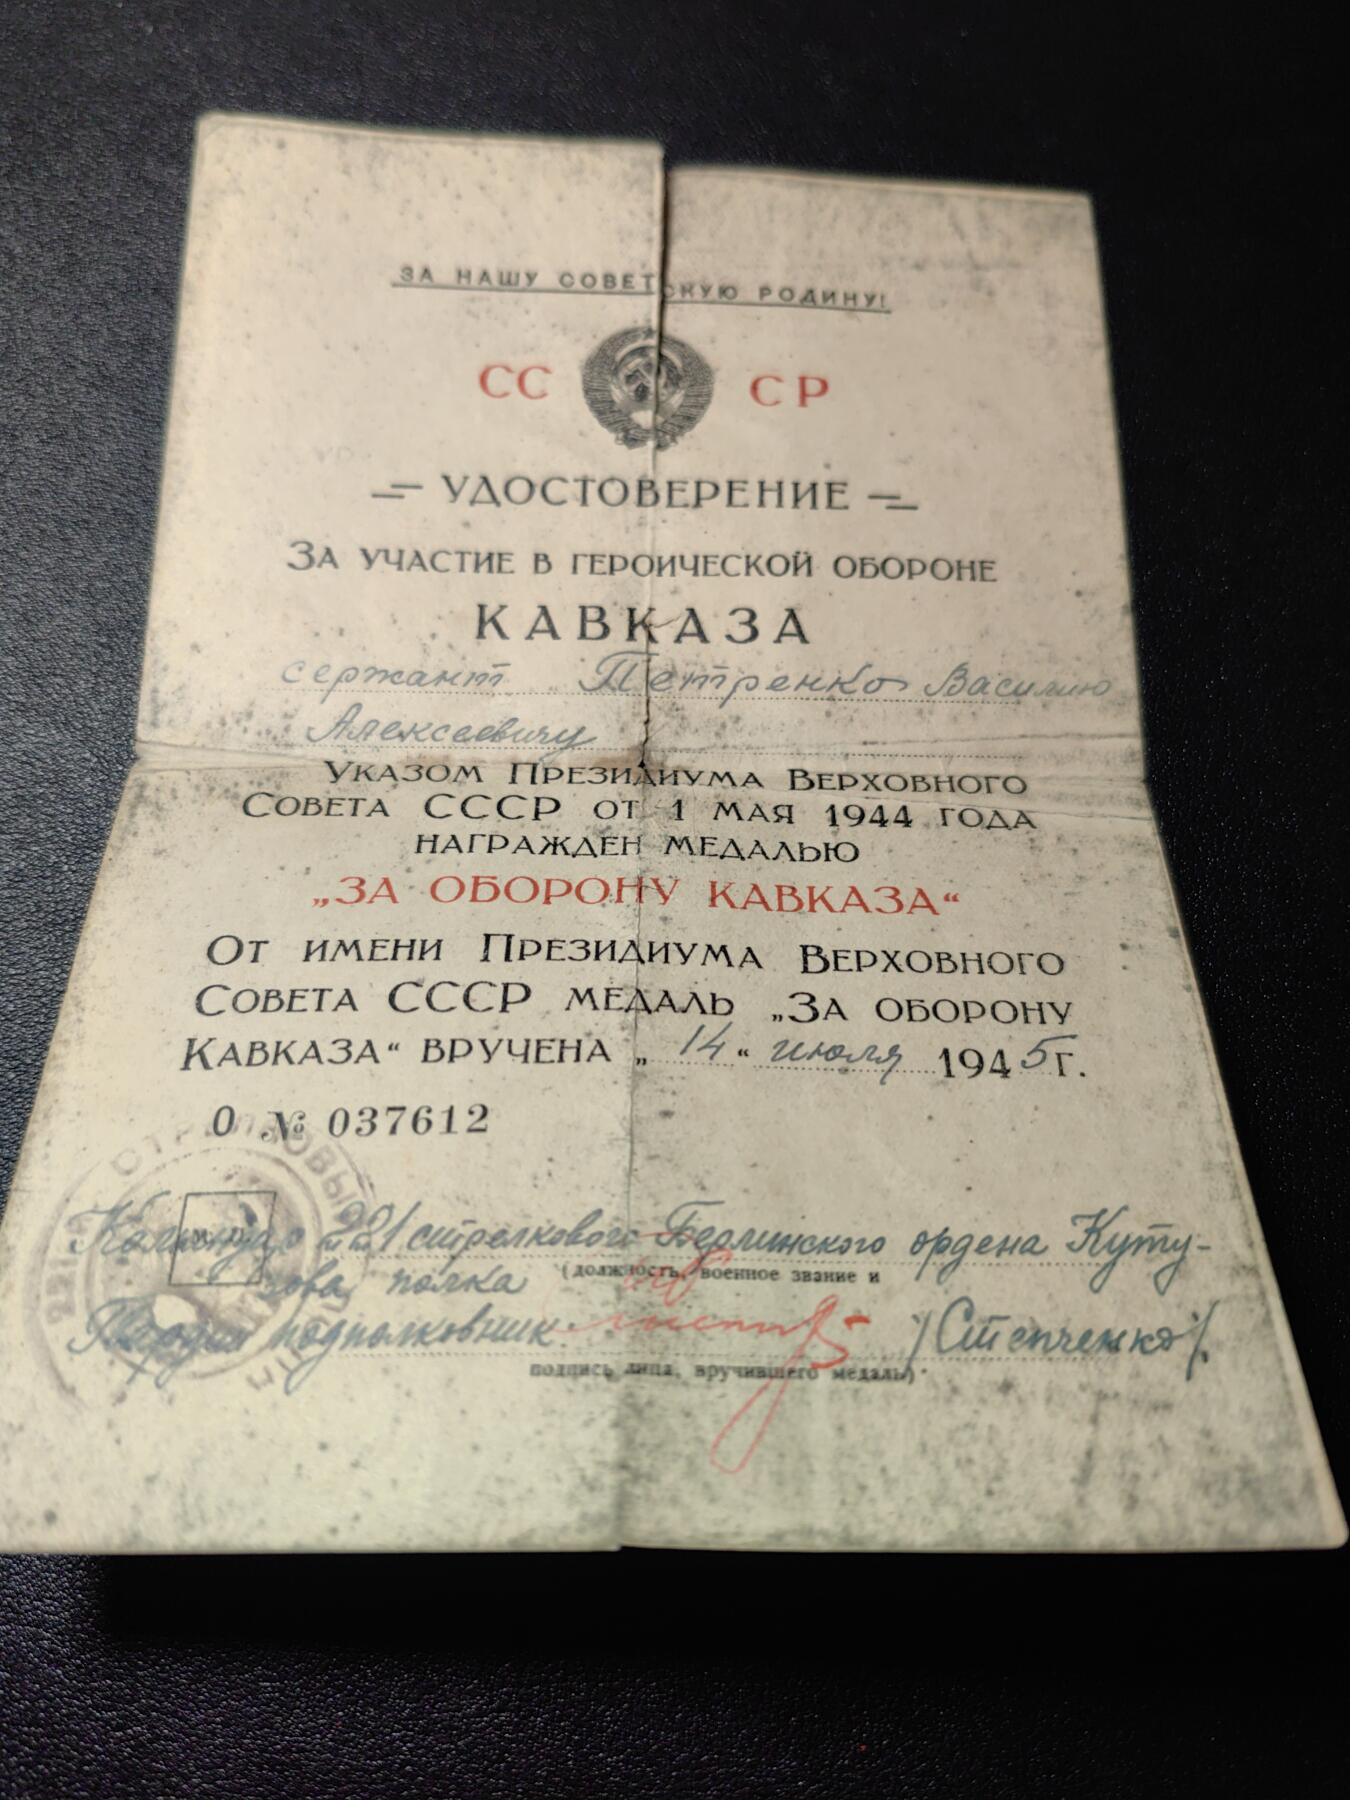 ЗА НАШУ СОВЕТСКУЮ РОДИНУ!
СС СР
УДОСТОВЕРЕНИЕ
ЗА УЧАСТИЕ В ГЕРОИЧЕСКОЙ ОБОРОНЕ
КАВКАЗА
сержант Петренко Василию
Алексеевичу
УКАЗОМ ПРЕЗИДИУМА ВЕРХОВНОГО
СОВЕТА СССР ОТ 1 МАЯ 1944 ГОДА
НАГРАЖДЕН МЕДАЛЬЮ
„ЗА ОБОРОНУ КАВКАЗА“
ОТ ИМЕНИ ПРЕЗИДИУМА ВЕРХОВНОГО
СОВЕТА СССР МЕДАЛЬ „ЗА ОБОРОНУ
КАВКАЗА“ ВРУЧЕНА „14“ июля 1945 г.
О № 037612
221 стрелкового Берлинского ордена Куту-
зова полка (должность, военное звание и
Гвардии подполковник /Степченко/.
подпись лица, вручившего медаль)